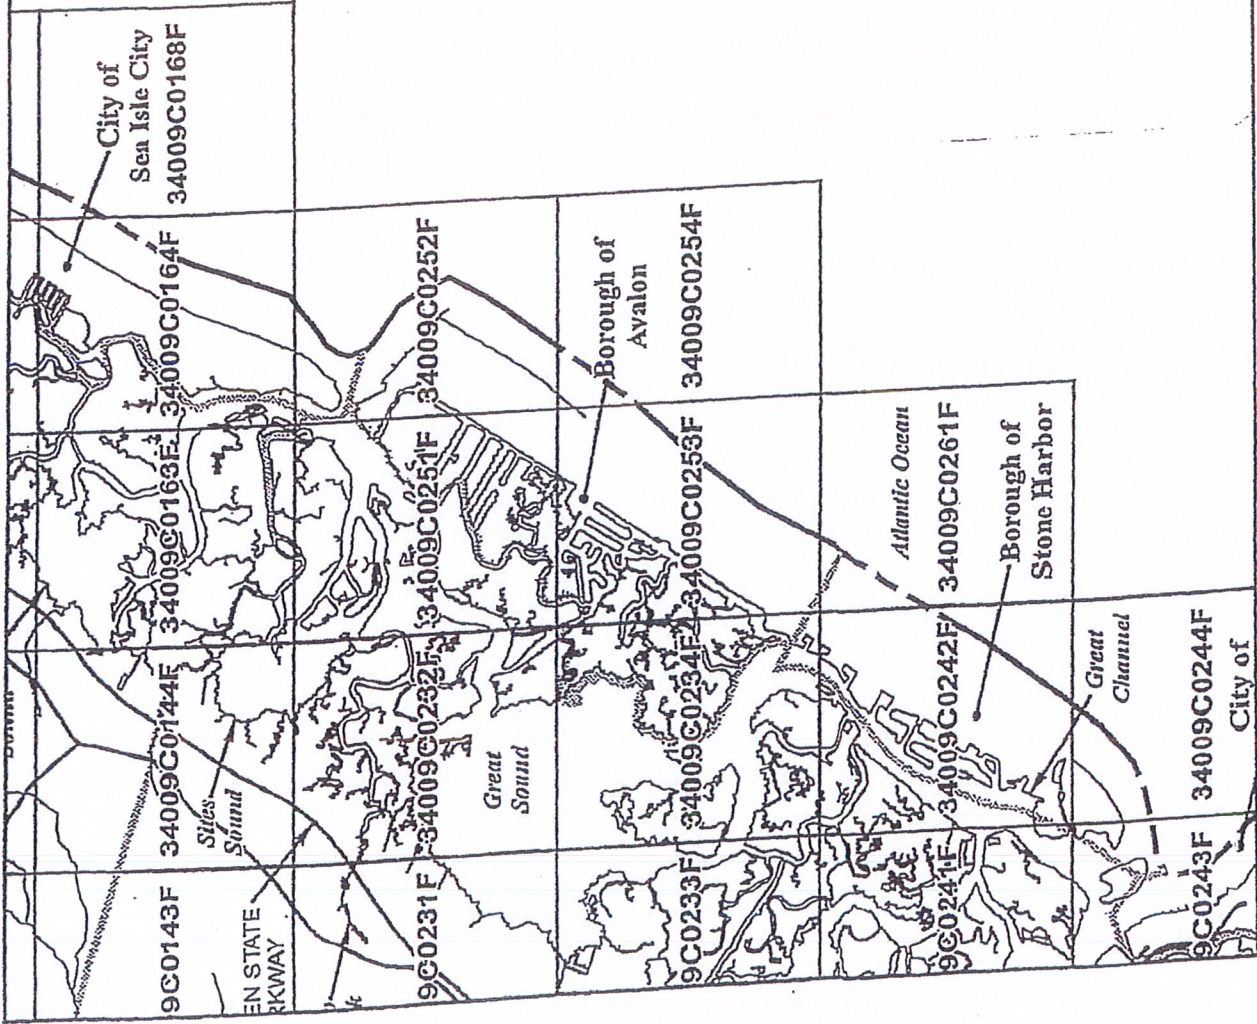 City of
Sea Isle City
34009C0168F
34009C0164F
34009C0163F
34009C0144F
9C0143F
Sites
Sound
EN STATE
RKWAY
34009C0252F
34009C0251F
34009C0232F
9C0231F
Great
Sound
Borough of
Avalon
34009C0254F
34009C0253F
34009C0234F
9C0233F
Atlantic Ocean
34009C0261F
34009C0242F
9C0241F
Borough of
Stone Harbor
Great
Channel
34009C0244F
9C0243F
City of